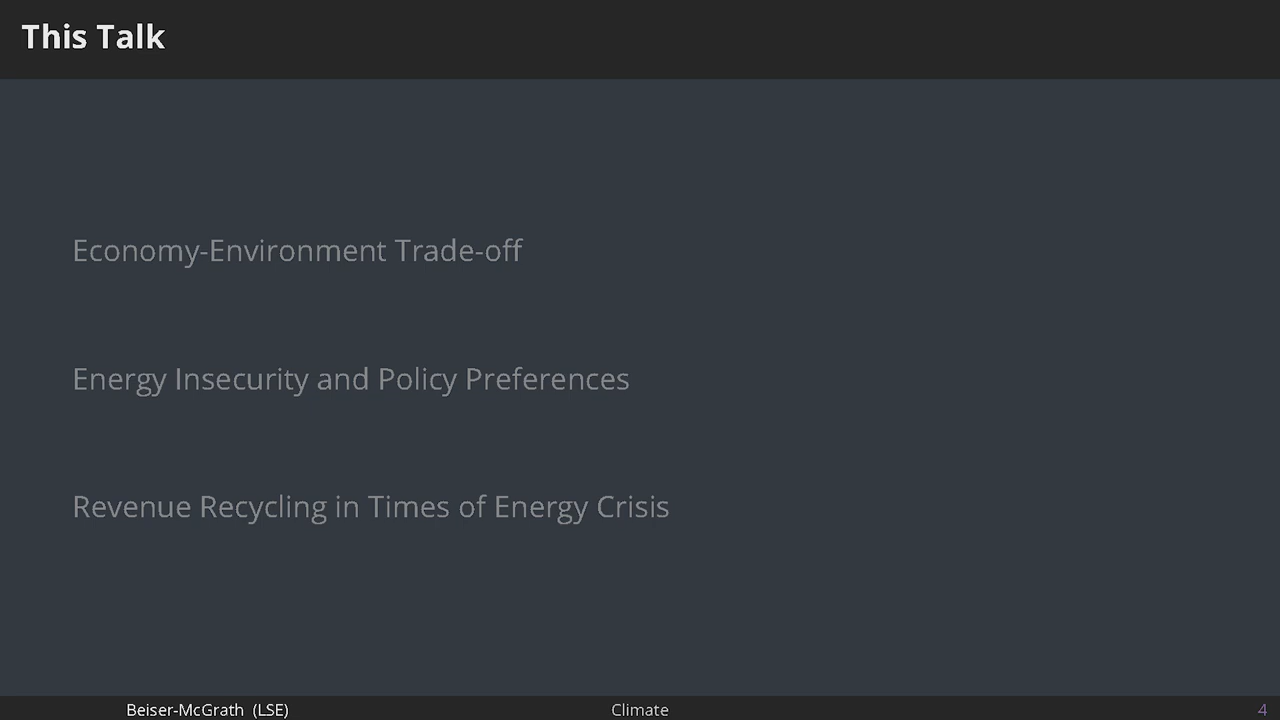 This Talk
Economy-Environment Trade-off
Energy Insecurity and Policy Preferences
Revenue Recycling in Times of Energy Crisis
Beiser-McGrath (LSE)
Climate
4